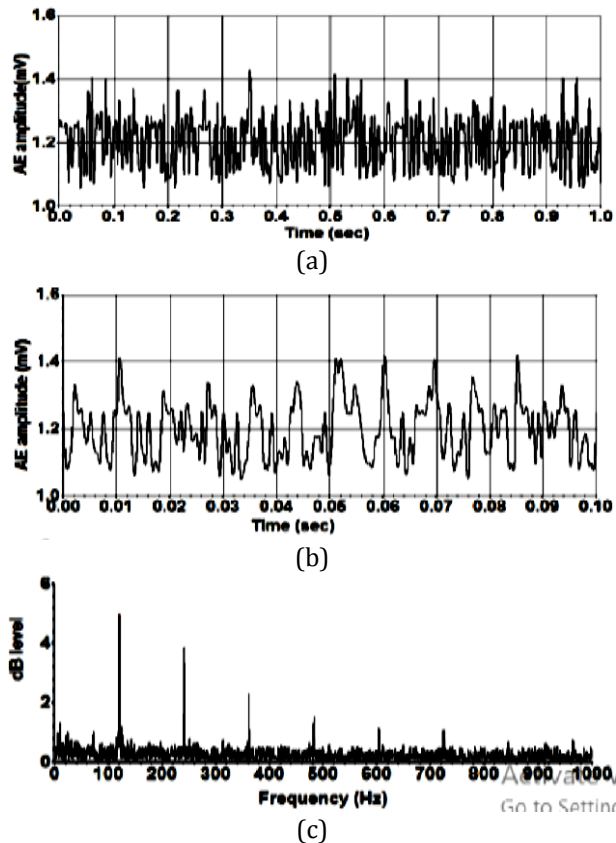 1.6
1.4
1.2
1.0
AE amplitude(mV)
0.0 0.1 0.2 0.3 0.4 0.5 0.6 0.7 0.8 0.9 1.0
Time (sec)
(a)
1.6
1.4
1.2
1.0
AE amplitude (mV)
0.00 0.01 0.02 0.03 0.04 0.05 0.06 0.07 0.08 0.09 0.10
Time (sec)
(b)
6
4
2
0
dB level
0 100 200 300 400 500 600 700 800 900 1000
Frequency (Hz)
Go to Setting
(c)